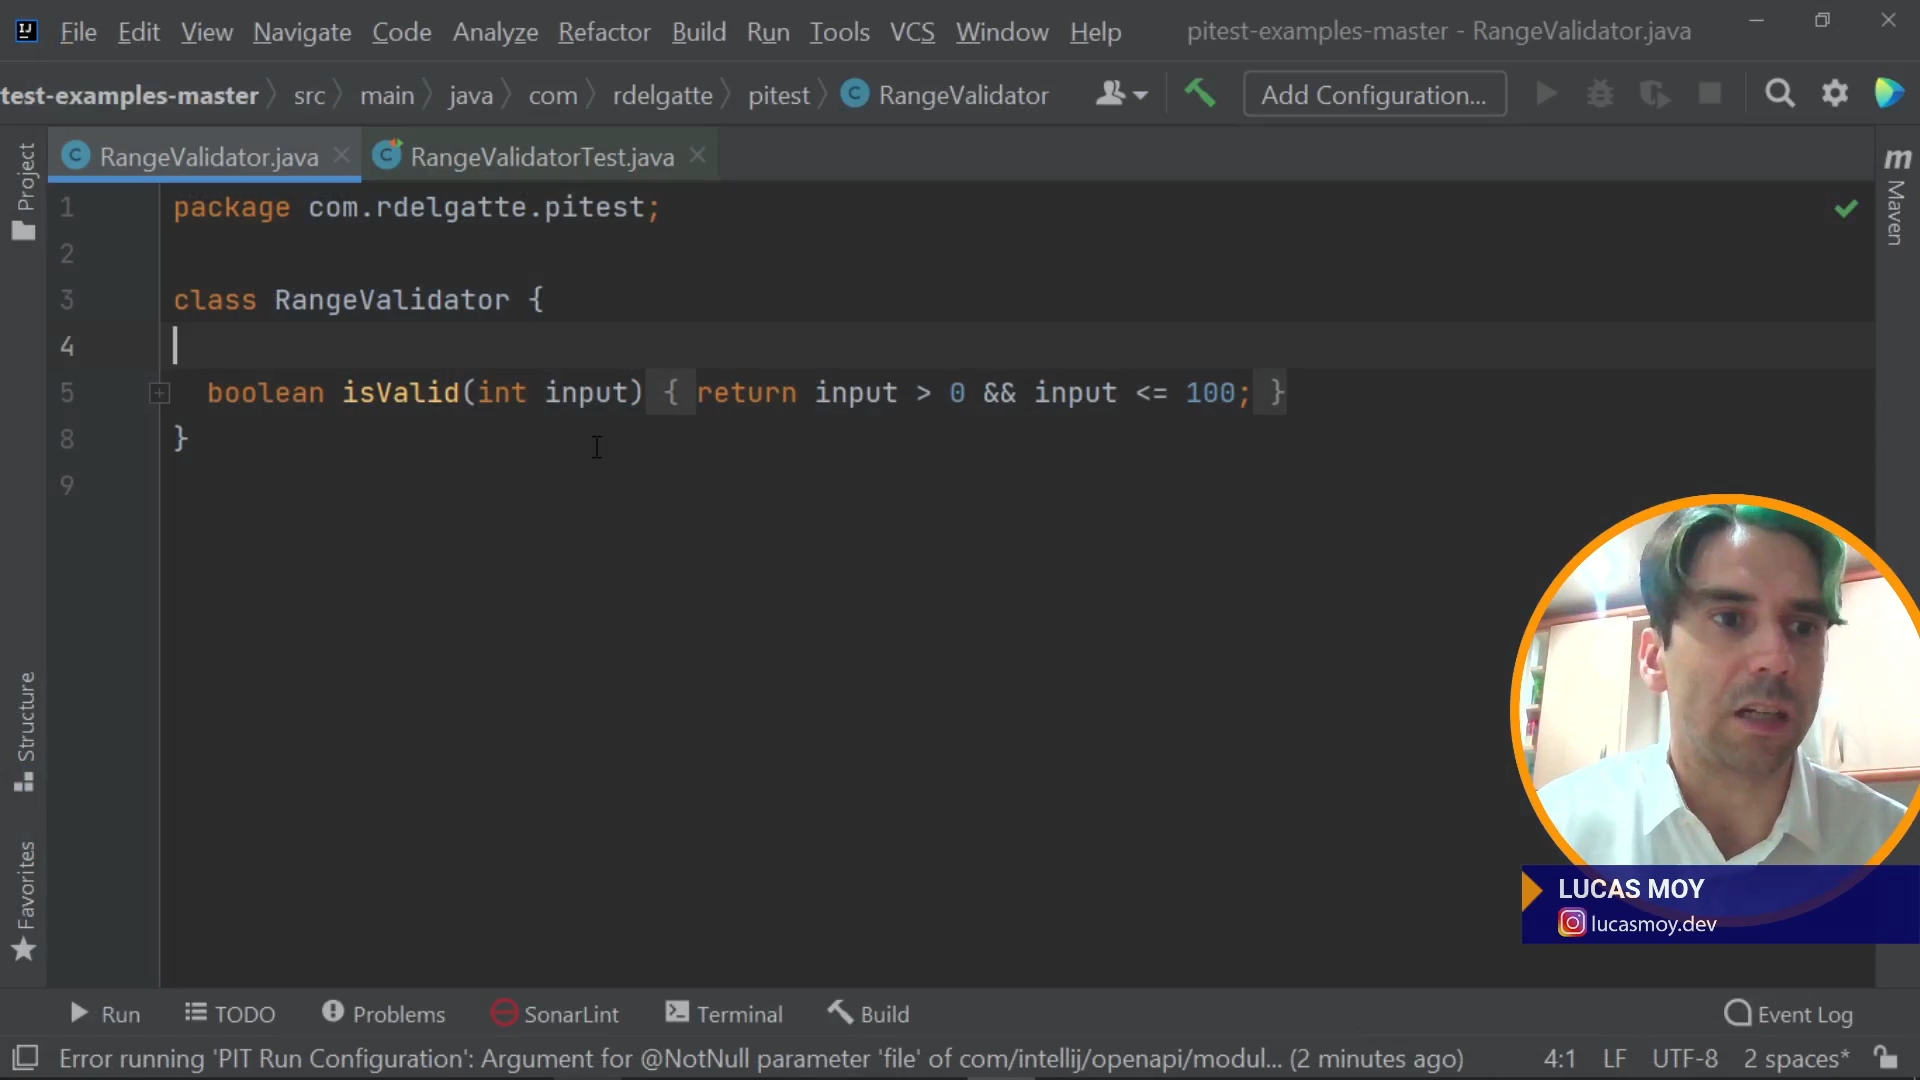 IJ File Edit View Navigate Code Analyze Refactor Build Run Tools VCS Window Help pitest-examples-master - RangeValidator.java
test-examples-master src main java com rdelgatte pitest C RangeValidator Add Configuration...
C RangeValidator.java C RangeValidatorTest.java
Project
Structure
Favorites
m Maven
1 package com.rdelgatte.pitest;
2
3 class RangeValidator {
4
5 boolean isValid(int input) { return input > 0 && input <= 100; }
8 }
9
LUCAS MOY
lucasmoy.dev
Run TODO Problems SonarLint Terminal Build Event Log
Error running 'PIT Run Configuration': Argument for @NotNull parameter 'file' of com/intellij/openapi/modul... (2 minutes ago) 4:1 LF UTF-8 2 spaces*